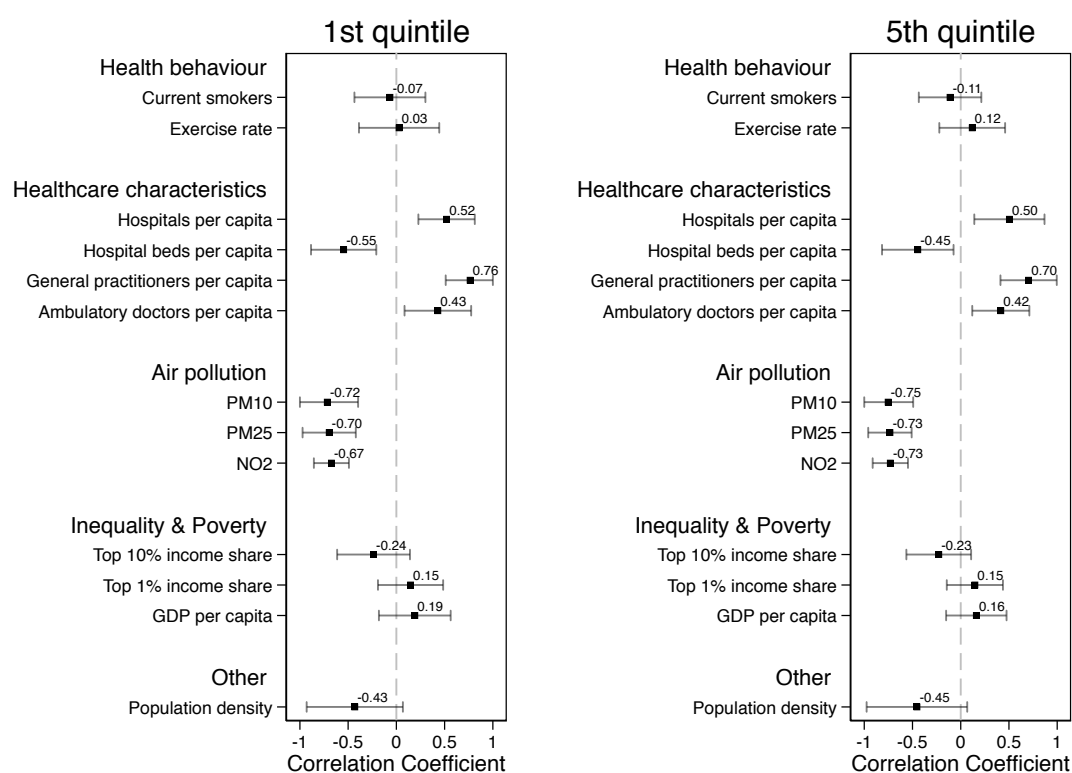 1st quintile
Health behaviour
Current smokers
-0.07
Exercise rate
0.03
Healthcare characteristics
Hospitals per capita
0.52
Hospital beds per capita
-0.55
General practitioners per capita
0.76
Ambulatory doctors per capita
0.43
Air pollution
PM10
-0.72
PM25
-0.70
NO2
-0.67
Inequality & Poverty
Top 10% income share
-0.24
Top 1% income share
0.15
GDP per capita
0.19
Other
Population density
-0.43
-1 -0.5 0 0.5 1
Correlation Coefficient
5th quintile
Health behaviour
Current smokers
-0.11
Exercise rate
0.12
Healthcare characteristics
Hospitals per capita
0.50
Hospital beds per capita
-0.45
General practitioners per capita
0.70
Ambulatory doctors per capita
0.42
Air pollution
PM10
-0.75
PM25
-0.73
NO2
-0.73
Inequality & Poverty
Top 10% income share
-0.23
Top 1% income share
0.15
GDP per capita
0.16
Other
Population density
-0.45
-1 -0.5 0 0.5 1
Correlation Coefficient